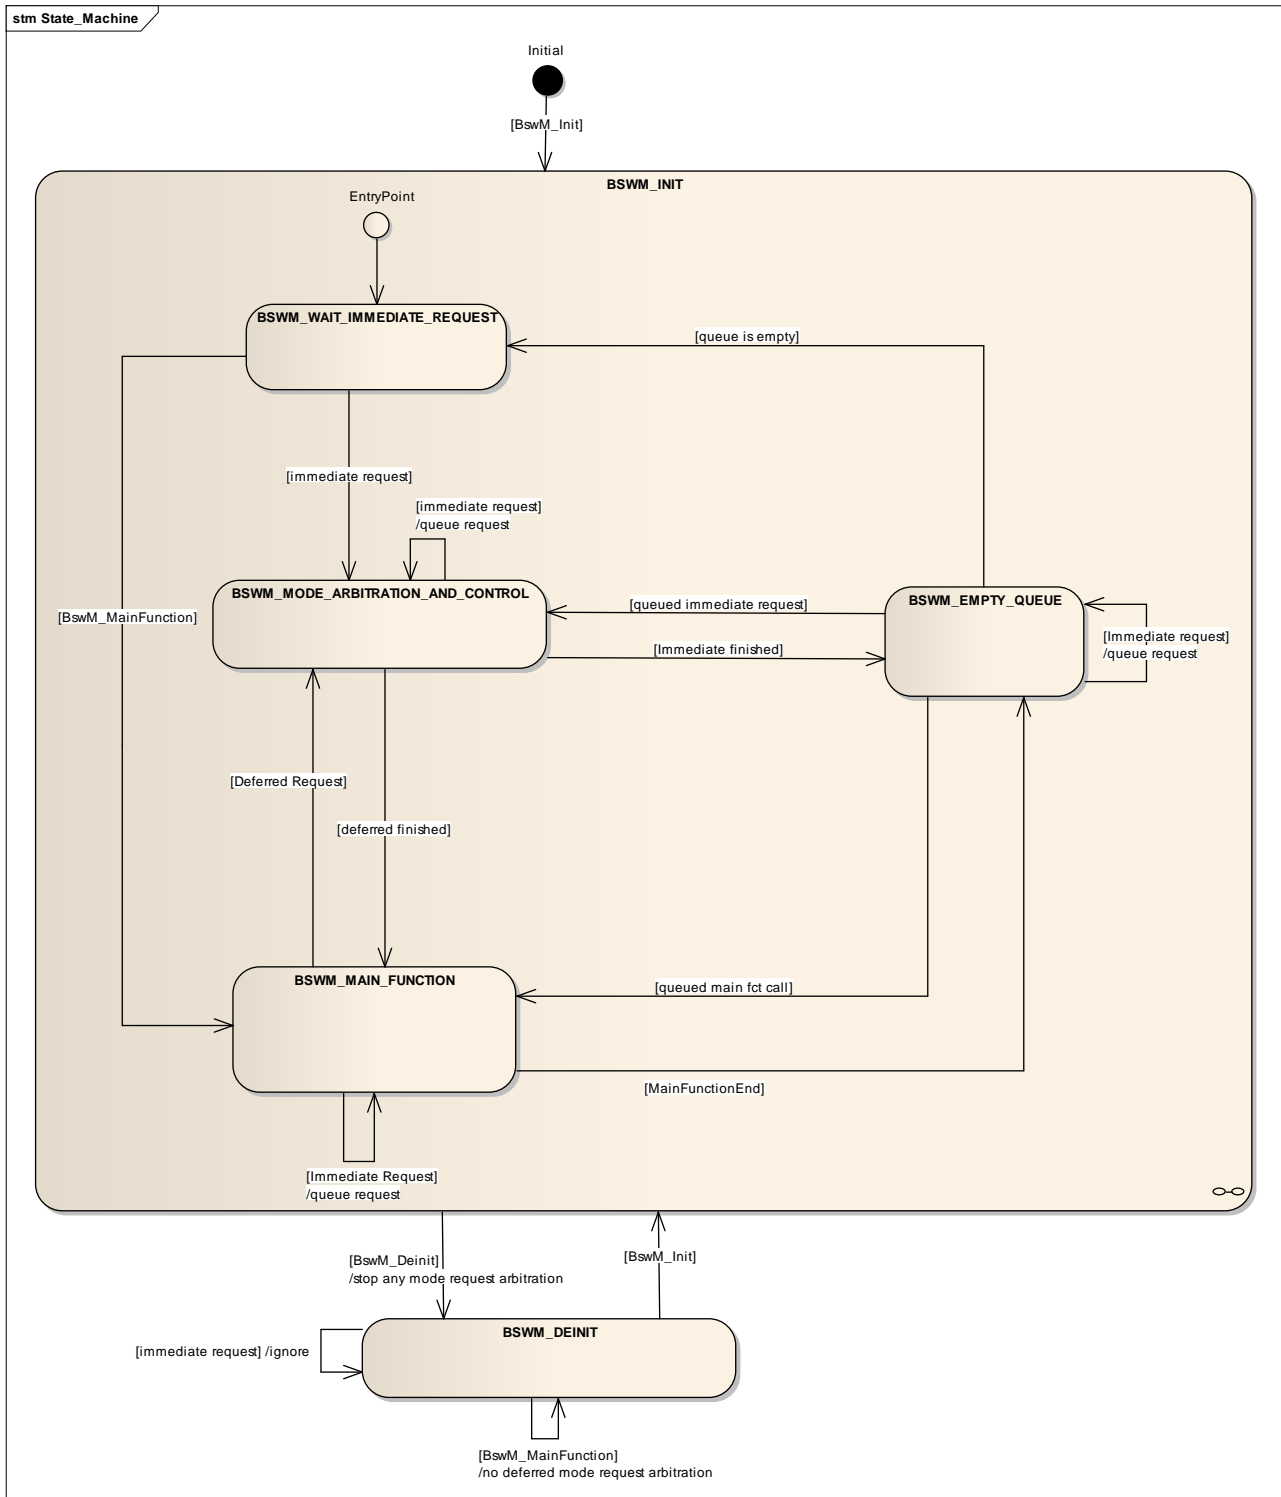 stm State_Machine
Initial
[BswM_Init]
BSWM_INIT
EntryPoint
BSWM_WAIT_IMMEDIATE_REQUEST
[queue is empty]
[immediate request]
[immediate request]
/queue request
BSWM_MODE_ARBITRATION_AND_CONTROL
BSWM_EMPTY_QUEUE
[queued immediate request]
[BswM_MainFunction]
[Immediate request]
/queue request
[Immediate finished]
[Deferred Request]
[deferred finished]
BSWM_MAIN_FUNCTION
[queued main fct call]
[MainFunctionEnd]
[Immediate Request]
/queue request
[BswM_Deinit]
/stop any mode request arbitration
[BswM_Init]
BSWM_DEINIT
[immediate request] /ignore
[BswM_MainFunction]
/no deferred mode request arbitration